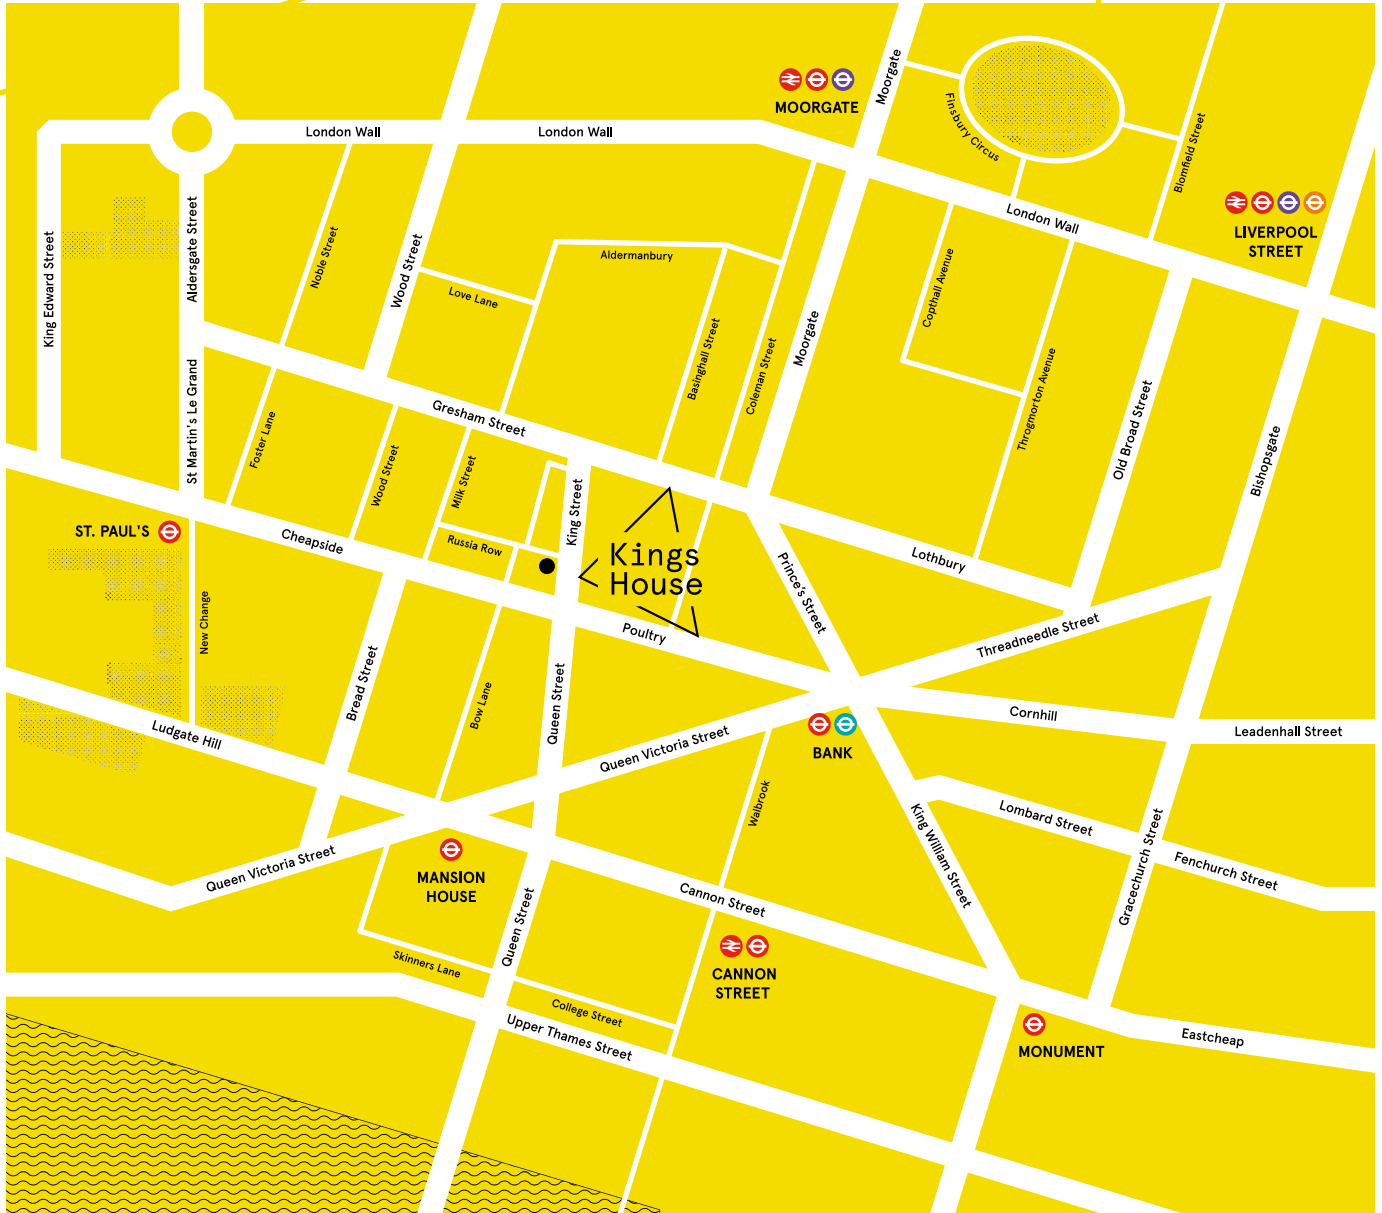 MOORGATE
Moorgate
Finsbury Circus
Blomfield Street
London Wall
London Wall
London Wall
LIVERPOOL
STREET
King Edward Street
Aldersgate Street
Noble Street
Wood Street
Love Lane
Aldermanbury
Basinghall Street
Coleman Street
Moorgate
Copthall Avenue
Throgmorton Avenue
Old Broad Street
Bishopsgate
St Martin's Le Grand
Foster Lane
Wood Street
Gresham Street
Milk Street
King Street
Russia Row
ST. PAUL'S
Cheapside
Kings
House
Lothbury
Prince's Street
Threadneedle Street
New Change
Poultry
Bread Street
Bow Lane
Queen Street
Queen Victoria Street
BANK
Cornhill
Leadenhall Street
Ludgate Hill
Walbrook
King William Street
Lombard Street
Fenchurch Street
Gracechurch Street
Queen Victoria Street
MANSION
HOUSE
Cannon Street
Queen Street
Skinners Lane
College Street
CANNON
STREET
Upper Thames Street
MONUMENT
Eastcheap